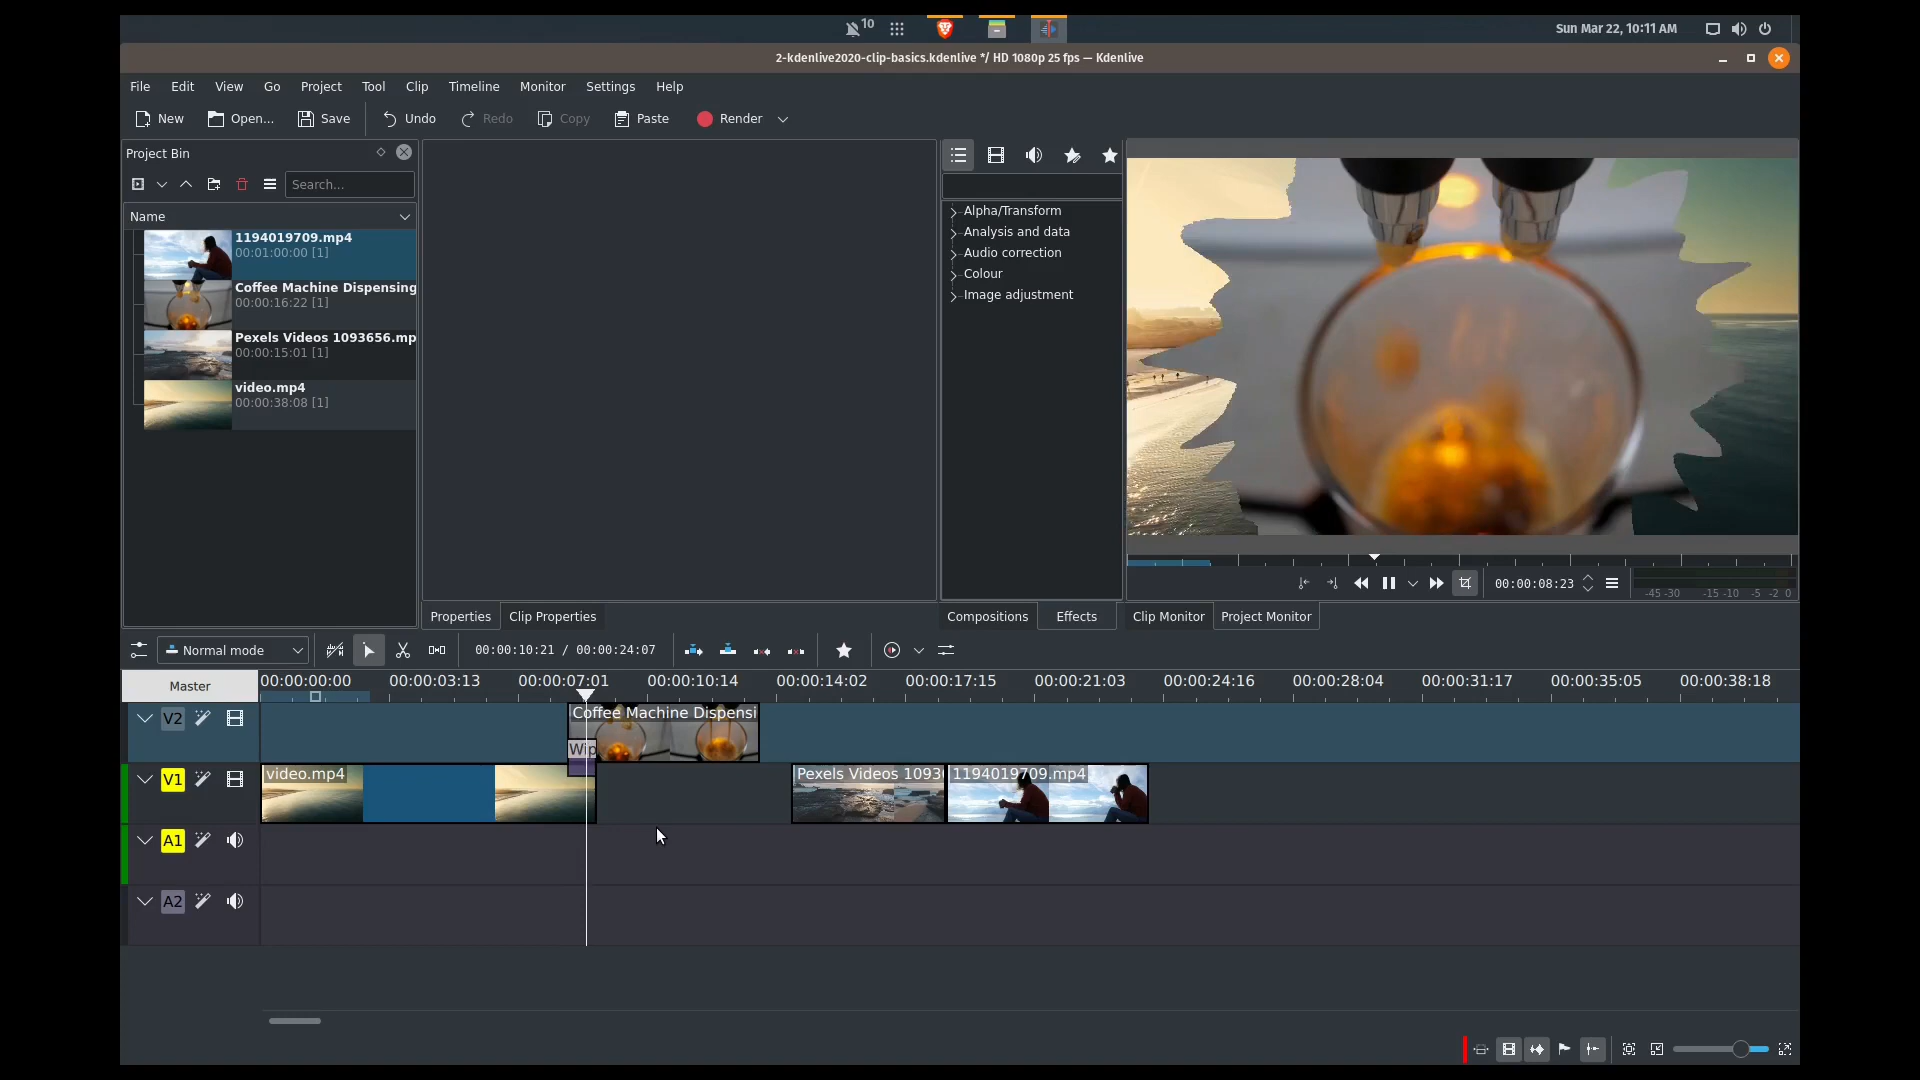 10
Sun Mar 22, 10:11 AM
2-kdenlive2020-clip-basics.kdenlive */ HD 1080p 25 fps — Kdenlive
File Edit View Go Project Tool Clip Timeline Monitor Settings Help
New Open... Save Undo Redo Copy Paste Render
Project Bin
Search...
Name
1194019709.mp4
00:01:00:00 [1]
Coffee Machine Dispensing
00:00:16:22 [1]
Pexels Videos 1093656.mp
00:00:15:01 [1]
video.mp4
00:00:38:08 [1]
Alpha/Transform
Analysis and data
Audio correction
Colour
Image adjustment
00:00:08:23
-45 -30 -15 -10 -5 -2 0
Properties Clip Properties Compositions Effects Clip Monitor Project Monitor
Normal mode 00:00:10:21 / 00:00:24:07
Master 00:00:00:00 00:00:03:13 00:00:07:01 00:00:10:14 00:00:14:02 00:00:17:15 00:00:21:03 00:00:24:16 00:00:28:04 00:00:31:17 00:00:35:05 00:00:38:18
V2 Coffee Machine Dispensi
Wip
V1 video.mp4 Pexels Videos 1093 1194019709.mp4
A1
A2